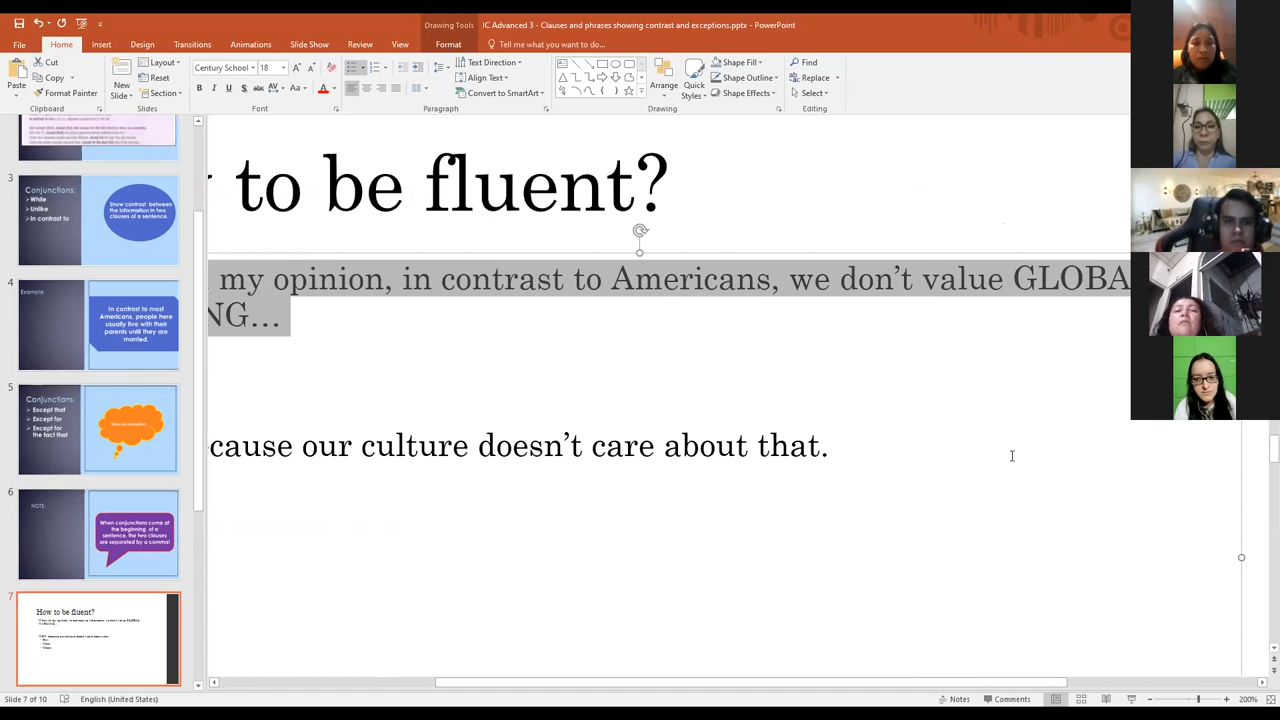 IC Advanced 3 - Clauses and phrases showing contrast and exceptions.pptx - PowerPoint
Drawing Tools
File Home Insert Design Transitions Animations Slide Show Review View Format Tell me what you want to do...
Paste
Cut
Copy
Format Painter
Clipboard
New Slide
Layout
Reset
Section
Slides
Century School 18
B I U S abc AV Aa A
Font
Text Direction
Align Text
Convert to SmartArt
Paragraph
Arrange
Quick Styles
Shape Fill
Shape Outline
Shape Effects
Drawing
Find
Replace
Select
Editing
3
Conjunctions:
While
Unlike
In contrast to
Show contrast between
the information in two
clauses of a sentence.
4
Example:
In contrast to most
Americans, people here
usually live with their
parents until they are
married.
5
Conjunctions:
Except that
Except for
Except for
the fact that
6
NOTE:
When conjunctions come at
the beginning of a
sentence, the two clauses
are separated by a comma!
7
How to be fluent?
to be fluent?
my opinion, in contrast to Americans, we don't value GLOBA
NG...
cause our culture doesn't care about that.
Slide 7 of 10
English (United States)
Notes
Comments
200%